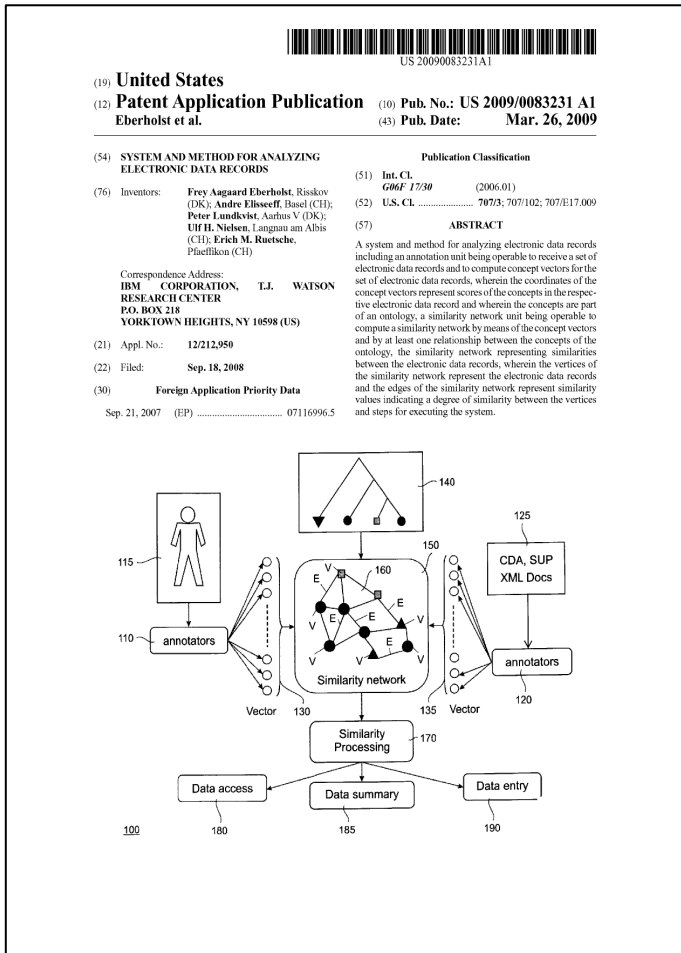 US 20090083231A1
(19) United States
(12) Patent Application Publication
Eberholst et al.
(10) Pub. No.: US 2009/0083231 A1
(43) Pub. Date: Mar. 26, 2009
(54) SYSTEM AND METHOD FOR ANALYZING
ELECTRONIC DATA RECORDS
(76) Inventors: Frey Aagaard Eberholst, Risskov
(DK); Andre Elisseeff, Basel (CH);
Peter Lundkvist, Aarhus V (DK);
Ulf H. Nielsen, Langnau am Albis
(CH); Erich M. Ruetsche,
Pfaeffikon (CH)
Correspondence Address:
IBM CORPORATION, T.J. WATSON
RESEARCH CENTER
P.O. BOX 218
YORKTOWN HEIGHTS, NY 10598 (US)
(21) Appl. No.: 12/212,950
(22) Filed: Sep. 18, 2008
(30) Foreign Application Priority Data
Sep. 21, 2007 (EP) .................................. 07116996.5
Publication Classification
(51) Int. Cl.
G06F 17/30 (2006.01)
(52) U.S. Cl. ...................... 707/3; 707/102; 707/E17.009
(57) ABSTRACT
A system and method for analyzing electronic data records
including an annotation unit being operable to receive a set of
electronic data records and to compute concept vectors for the
set of electronic data records, wherein the coordinates of the
concept vectors represent scores of the concepts in the respec-
tive electronic data record and wherein the concepts are part
of an ontology, a similarity network unit being operable to
compute a similarity network by means of the concept vectors
and by at least one relationship between the concepts of the
ontology, the similarity network representing similarities
between the electronic data records, wherein the vertices of
the similarity network represent the electronic data records
and the edges of the similarity network represent similarity
values indicating a degree of similarity between the vertices
and steps for executing the system.
140
115
110
annotators
Vector
130
150
160
V
E
V
E
V
E
E
V
E
V
V
E
V
V
Similarity network
135
Vector
125
CDA, SUP
XML Docs
annotators
120
Similarity
Processing
170
Data access
180
Data summary
185
Data entry
190
100